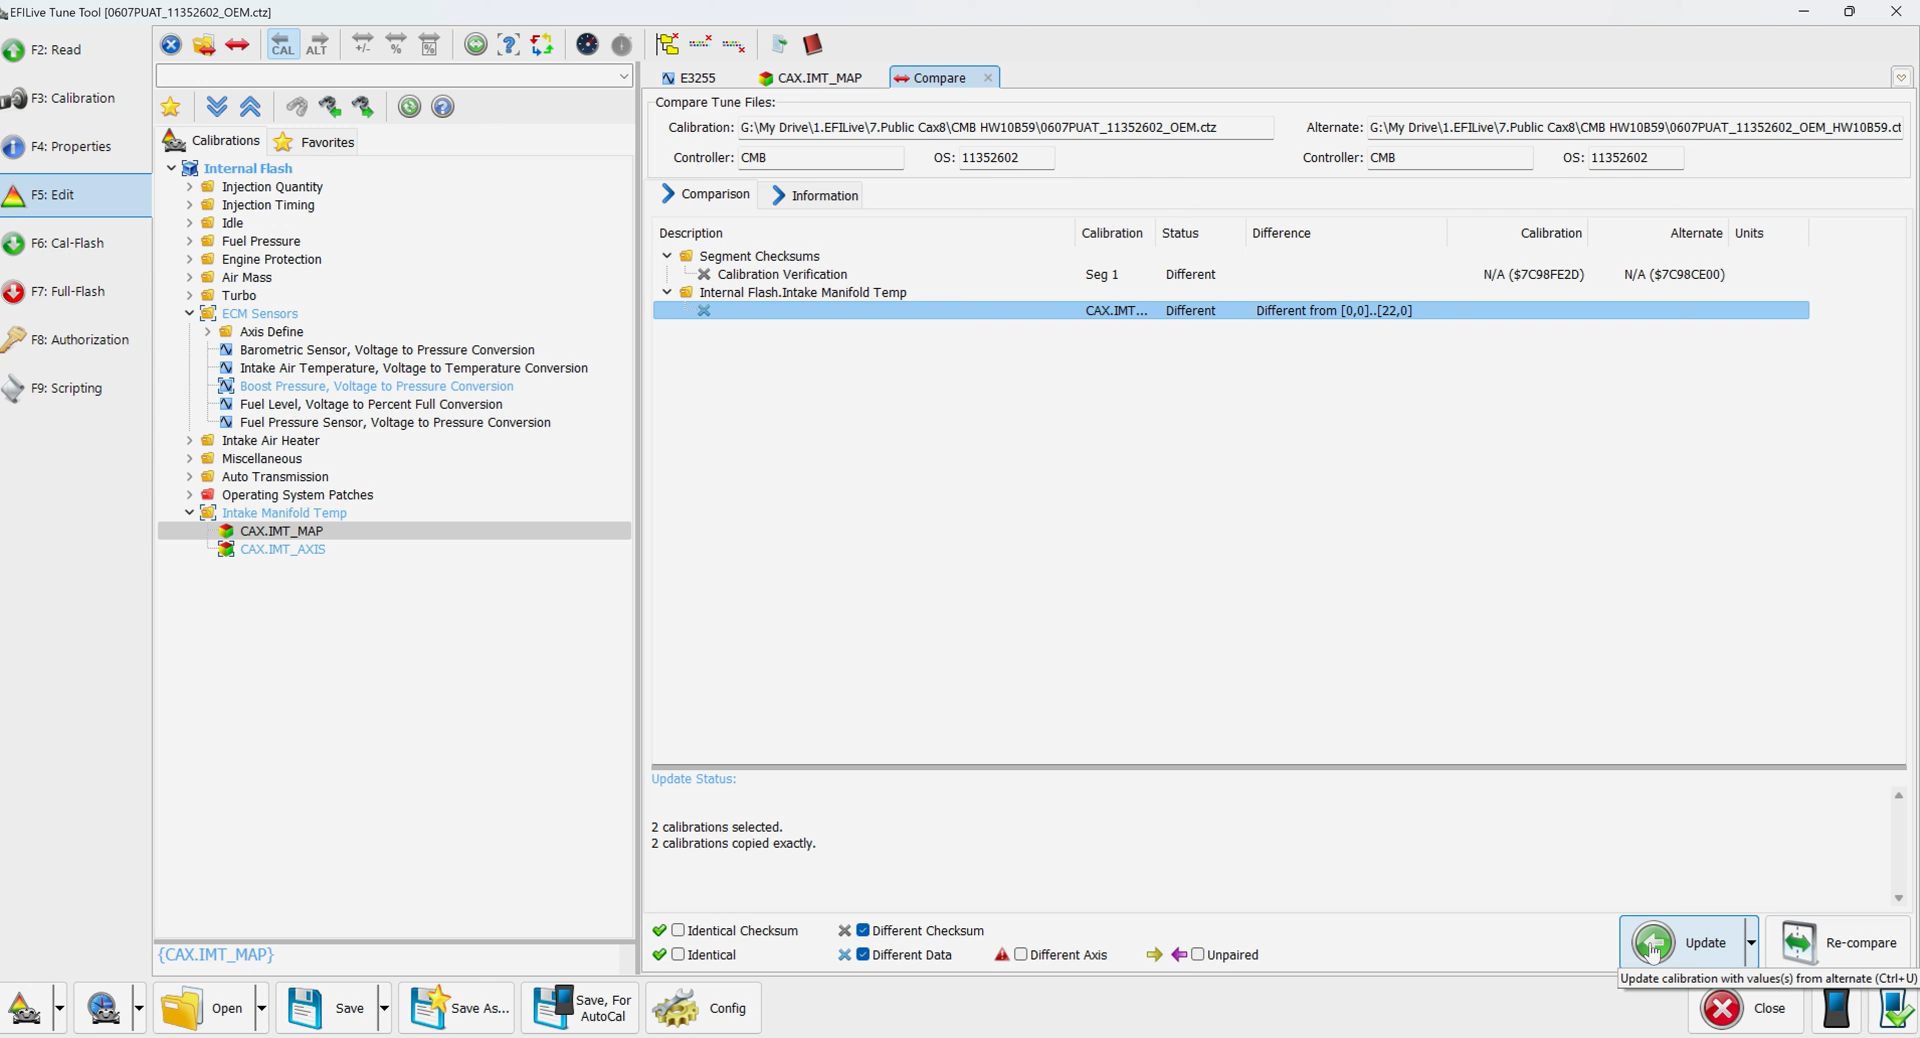 EFILive Tune Tool [0607PUAT_11352602_OEM.ctz]
F2: Read
F3: Calibration
F4: Properties
F5: Edit
F6: Cal-Flash
F7: Full-Flash
F8: Authorization
F9: Scripting
CAL
ALT
+/-
%
%
Calibrations
Favorites
Internal Flash
Injection Quantity
Injection Timing
Idle
Fuel Pressure
Engine Protection
Air Mass
Turbo
ECM Sensors
Axis Define
Barometric Sensor, Voltage to Pressure Conversion
Intake Air Temperature, Voltage to Temperature Conversion
Boost Pressure, Voltage to Pressure Conversion
Fuel Level, Voltage to Percent Full Conversion
Fuel Pressure Sensor, Voltage to Pressure Conversion
Intake Air Heater
Miscellaneous
Auto Transmission
Operating System Patches
Intake Manifold Temp
CAX.IMT_MAP
CAX.IMT_AXIS
{CAX.IMT_MAP}
E3255
CAX.IMT_MAP
Compare
Compare Tune Files:
Calibration: G:\My Drive\1.EFILive\7.Public Cax8\CMB HW10B59\0607PUAT_11352602_OEM.ctz
Alternate: G:\My Drive\1.EFILive\7.Public Cax8\CMB HW10B59\0607PUAT_11352602_OEM_HW10B59.ct
Controller: CMB OS: 11352602
Controller: CMB OS: 11352602
Comparison
Information
Description Calibration Status Difference Calibration Alternate Units
Segment Checksums
Calibration Verification Seg 1 Different N/A ($7C98FE2D) N/A ($7C98CE00)
Internal Flash.Intake Manifold Temp
CAX.IMT... Different Different from [0,0]..[22,0]
Update Status:
2 calibrations selected.
2 calibrations copied exactly.
Identical Checksum
Different Checksum
Identical
Different Data
Different Axis
Unpaired
Update
Re-compare
Update calibration with values(s) from alternate (Ctrl+U)
Open
Save
Save As...
Save, For AutoCal
Config
Close